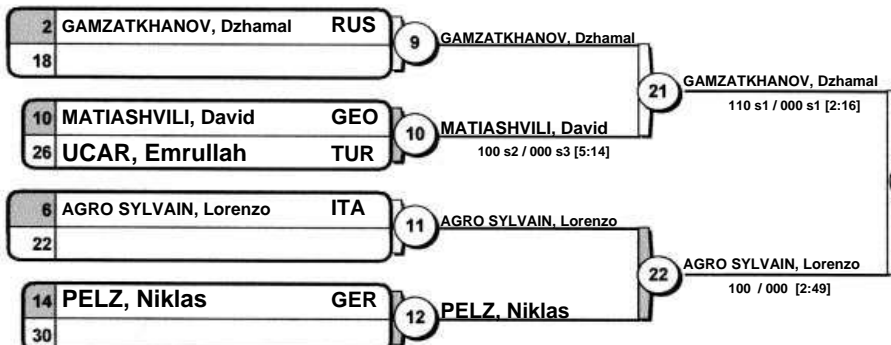 2 GAMZATKHANOV, Dzhamal RUS
18
9 GAMZATKHANOV, Dzhamal
10 MATIASHVILI, David GEO
26 UCAR, Emrullah TUR
10 MATIASHVILI, David
100 s2 / 000 s3 [5:14]
21 GAMZATKHANOV, Dzhamal
110 s1 / 000 s1 [2:16]
6 AGRO SYLVAIN, Lorenzo ITA
22
11 AGRO SYLVAIN, Lorenzo
14 PELZ, Niklas GER
30
12 PELZ, Niklas
22 AGRO SYLVAIN, Lorenzo
100 / 000 [2:49]